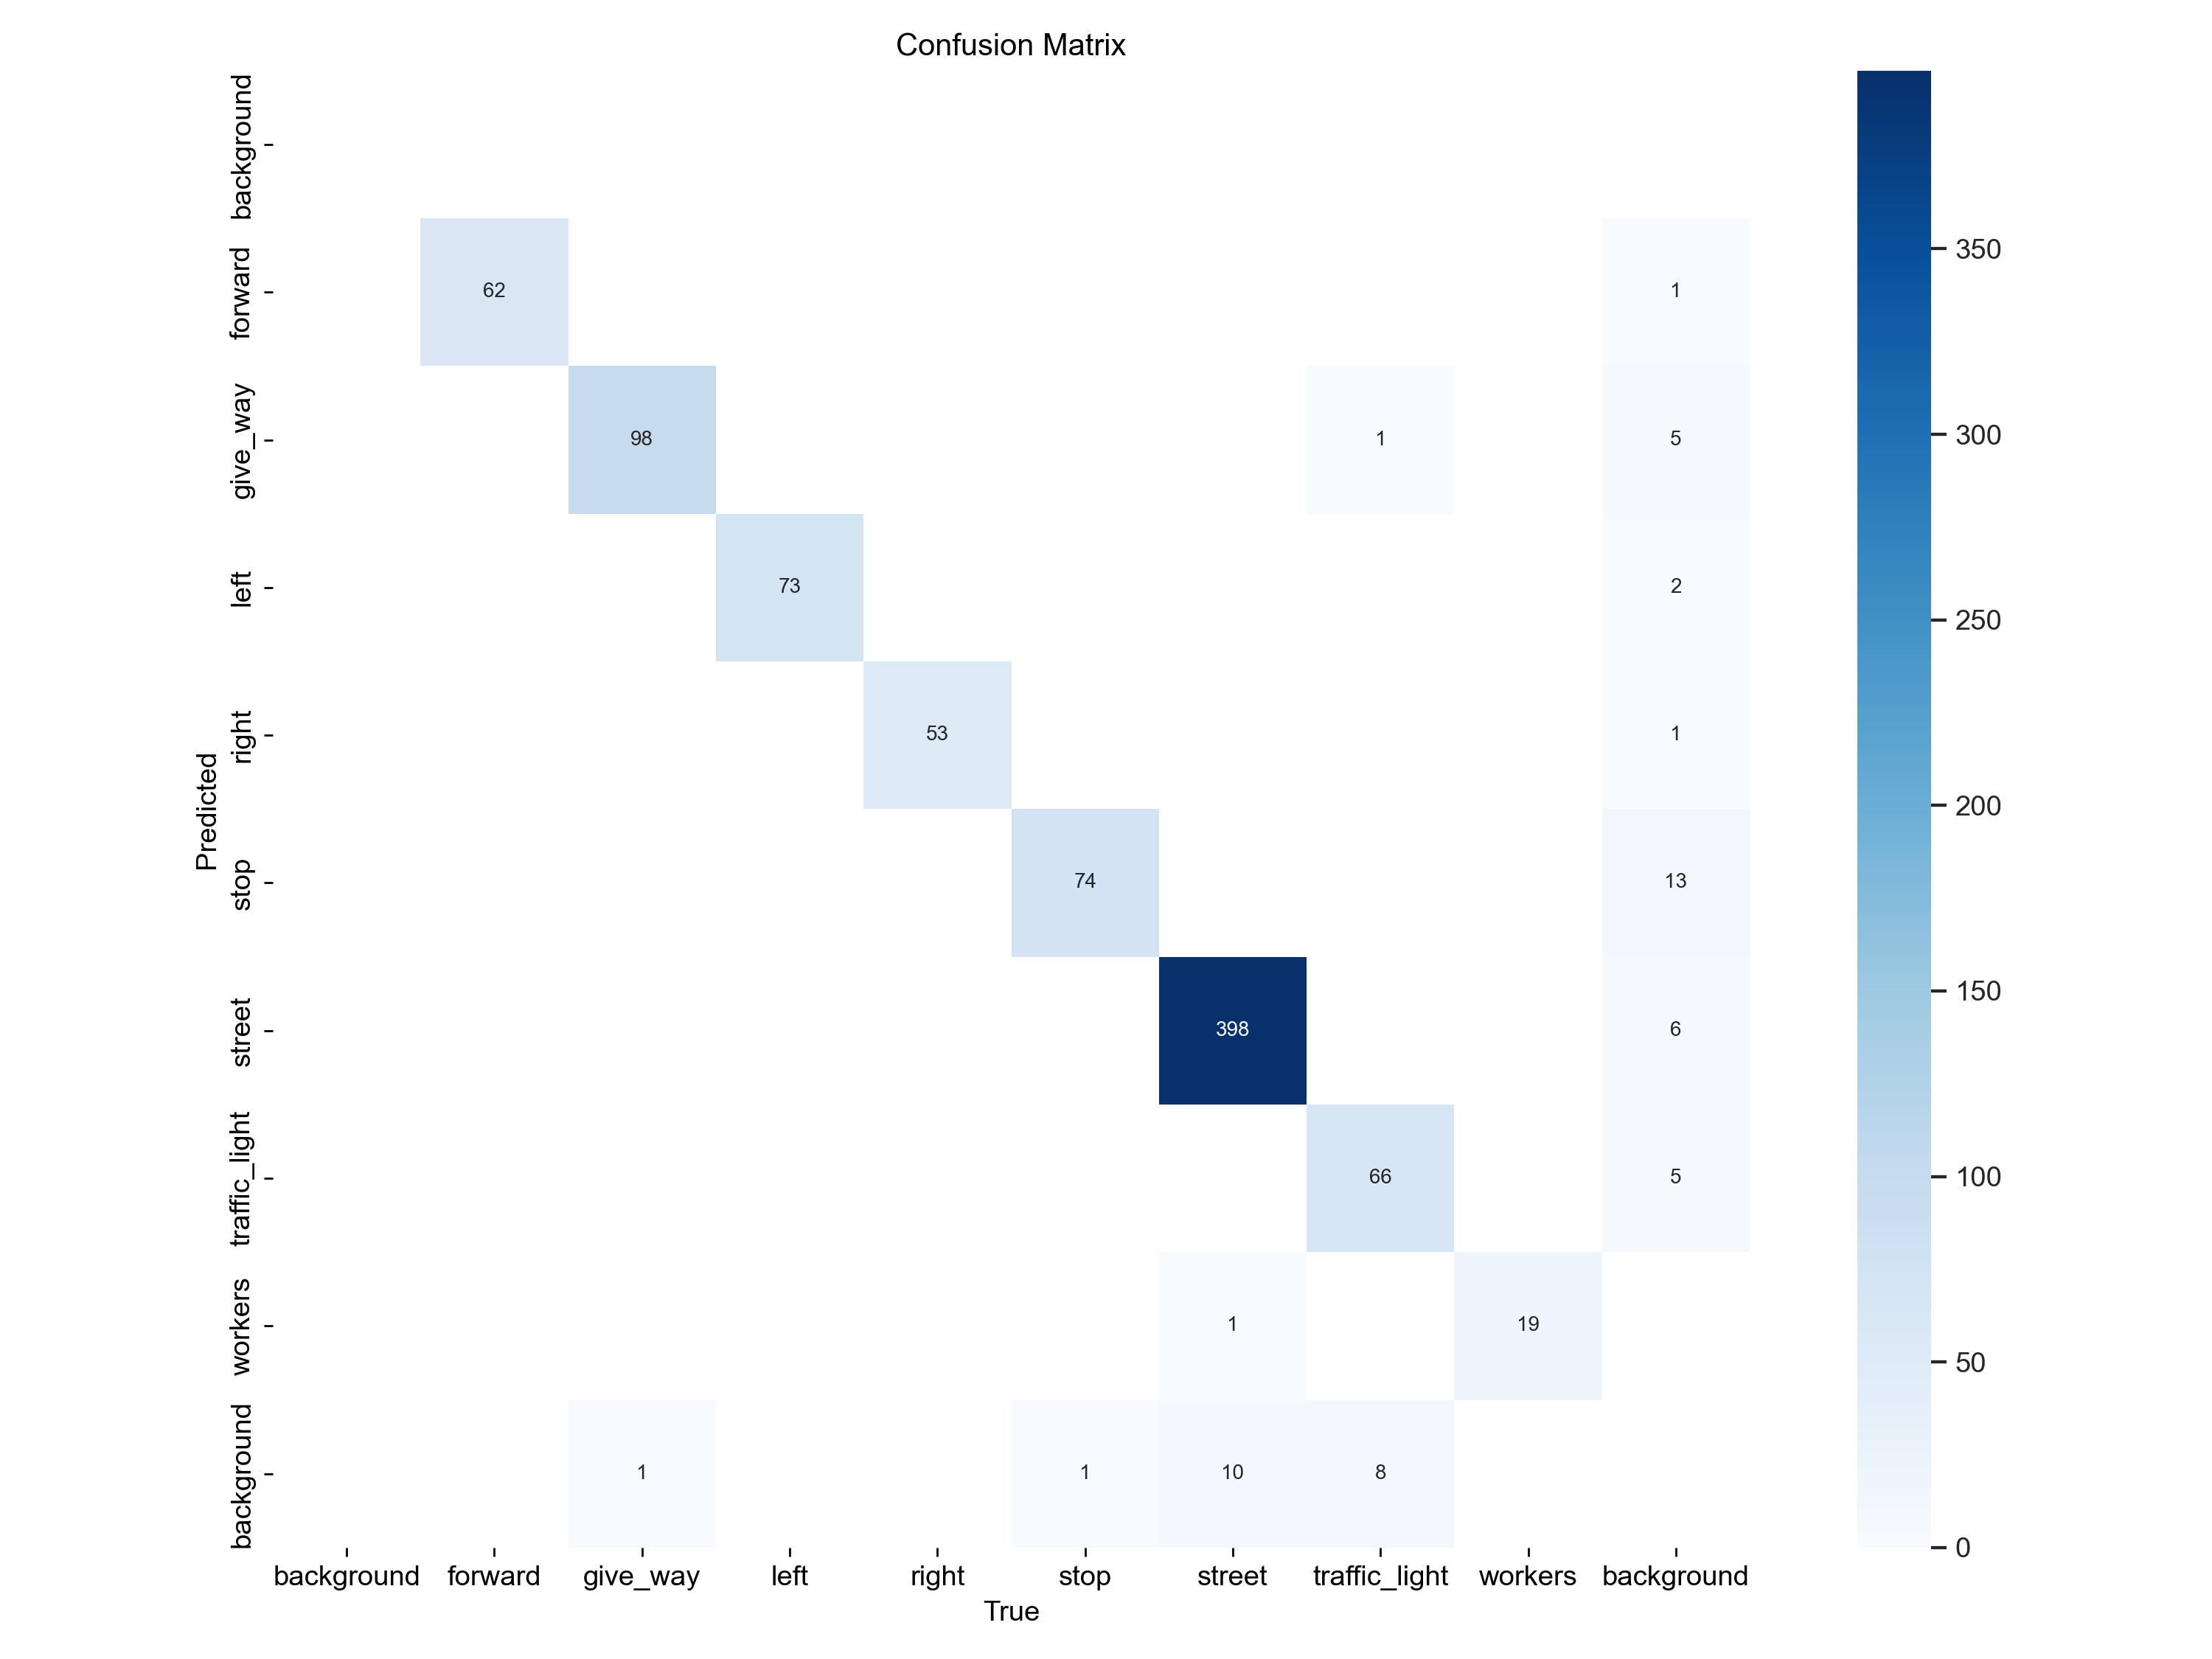 Confusion Matrix
background
forward 62 1
give_way 98 1 5
left 73 2
right 53 1
stop 74 13
street 398 6
traffic_light 66 5
workers 1 19
background 1 1 10 8
Predicted
background forward give_way left right stop street traffic_light workers background
True
350
300
250
200
150
100
50
0